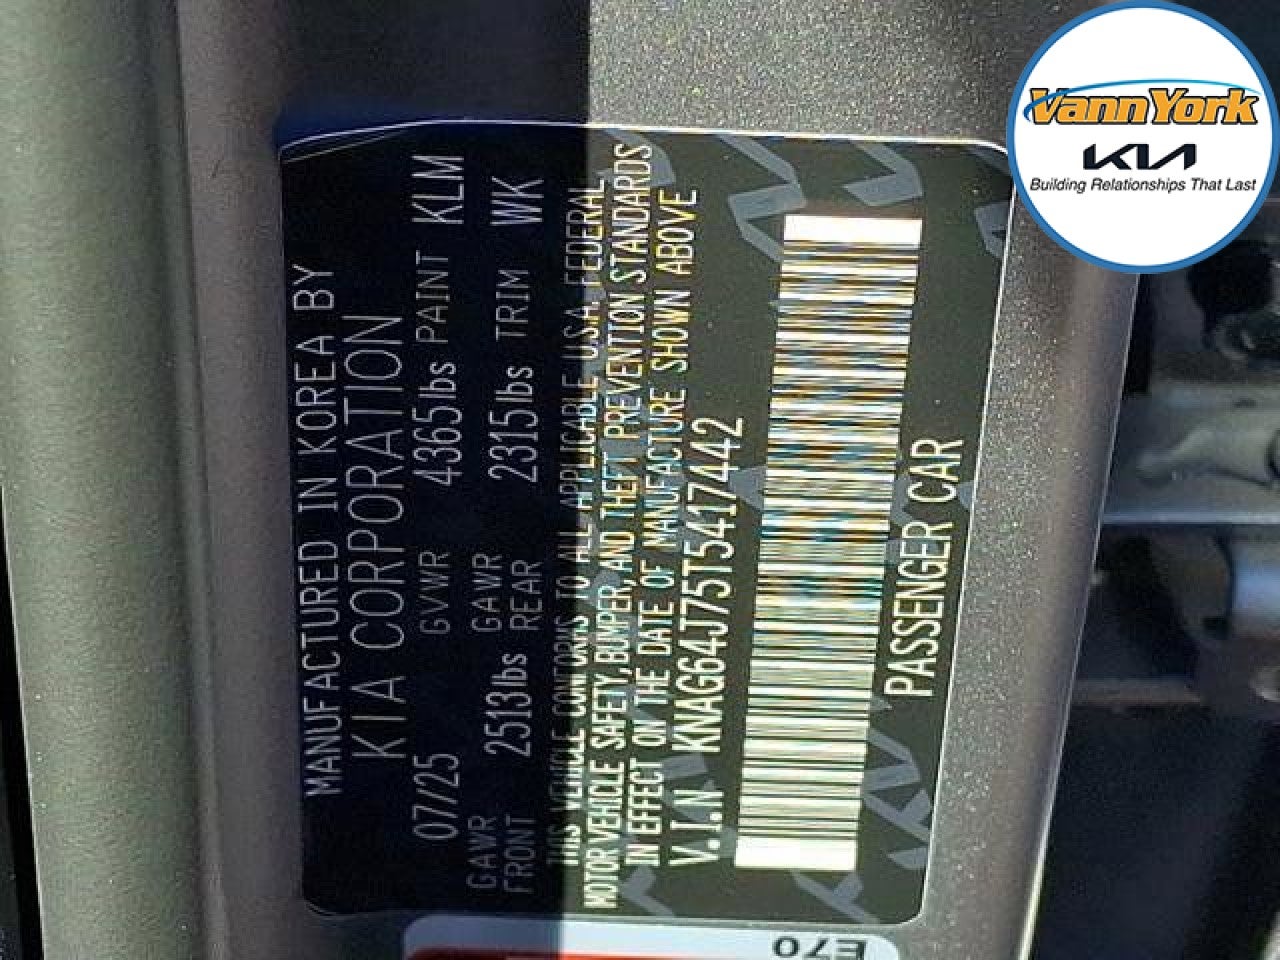 MANUFACTURED IN KOREA BY
KIA CORPORATION
07/25 GVWR 4365lbs PAINT KLM
GAWR FRONT 2513lbs GAWR REAR 2315lbs TRIM WK
THIS VEHICLE CONFORMS TO ALL APPLICABLE U.S.A. FEDERAL
MOTOR VEHICLE SAFETY, BUMPER, AND THEFT PREVENTION STANDARDS
IN EFFECT ON THE DATE OF MANUFACTURE SHOWN ABOVE
V.I.N KNAG64J75T5417442
PASSENGER CAR
E70
VannYork
KIA
Building Relationships That Last